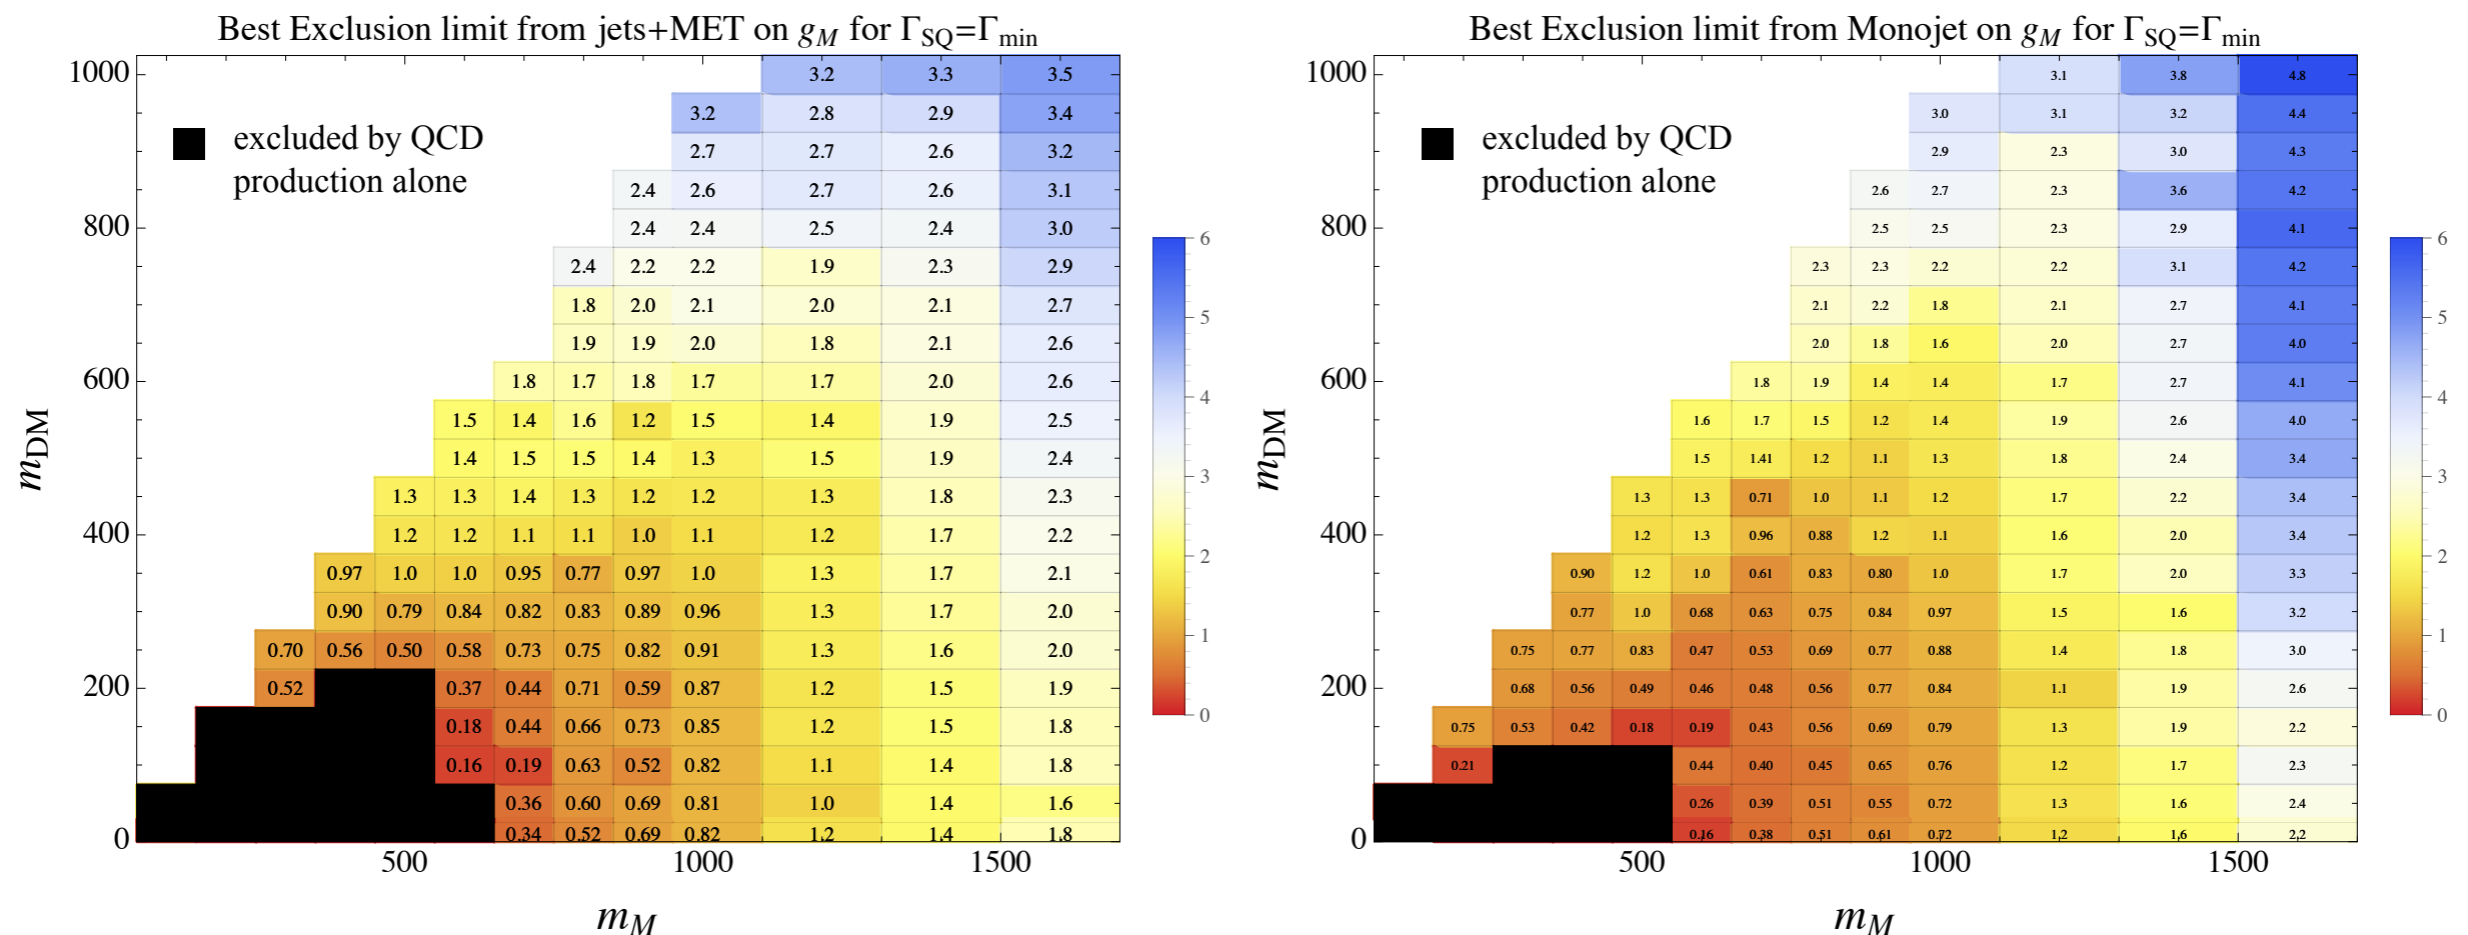 Best Exclusion limit from jets+MET on g_M for Γ_SQ=Γ_min
1000 3.2 3.3 3.5
3.2 2.8 2.9 3.4
excluded by QCD
production alone
2.7 2.7 2.6 3.2
2.4 2.6 2.7 2.6 3.1
800 2.4 2.4 2.5 2.4 3.0
2.4 2.2 2.2 1.9 2.3 2.9
1.8 2.0 2.1 2.0 2.1 2.7
1.9 1.9 2.0 1.8 2.1 2.6
600 1.8 1.7 1.8 1.7 1.7 2.0 2.6
1.5 1.4 1.6 1.2 1.5 1.4 1.9 2.5
1.4 1.5 1.5 1.4 1.3 1.5 1.9 2.4
1.3 1.3 1.4 1.3 1.2 1.2 1.3 1.8 2.3
400 1.2 1.2 1.1 1.1 1.0 1.1 1.2 1.7 2.2
0.97 1.0 1.0 0.95 0.77 0.97 1.0 1.3 1.7 2.1
0.90 0.79 0.84 0.82 0.83 0.89 0.96 1.3 1.7 2.0
0.70 0.56 0.50 0.58 0.73 0.75 0.82 0.91 1.3 1.6 2.0
200 0.52 0.37 0.44 0.71 0.59 0.87 1.2 1.5 1.9
0.18 0.44 0.66 0.73 0.85 1.2 1.5 1.8
0.16 0.19 0.63 0.52 0.82 1.1 1.4 1.8
0.36 0.60 0.69 0.81 1.0 1.4 1.6
0 0.34 0.52 0.69 0.82 1.2 1.4 1.8
500 1000 1500
m_M
m_DM
6
5
4
3
2
1
0
Best Exclusion limit from Monojet on g_M for Γ_SQ=Γ_min
1000 3.1 3.8 4.8
3.0 3.1 3.2 4.4
excluded by QCD
production alone
2.9 2.3 3.0 4.3
2.6 2.7 2.3 3.6 4.2
800 2.5 2.5 2.3 2.9 4.1
2.3 2.3 2.2 2.2 3.1 4.2
2.1 2.2 1.8 2.1 2.7 4.1
2.0 1.8 1.6 2.0 2.7 4.0
600 1.8 1.9 1.4 1.4 1.7 2.7 4.1
1.6 1.7 1.5 1.2 1.4 1.9 2.6 4.0
1.5 1.41 1.2 1.1 1.3 1.8 2.4 3.4
1.3 1.3 0.71 1.0 1.1 1.2 1.7 2.2 3.4
400 1.2 1.3 0.96 0.88 1.2 1.1 1.6 2.0 3.4
0.90 1.2 1.0 0.61 0.83 0.80 1.0 1.7 2.0 3.3
0.77 1.0 0.68 0.63 0.75 0.84 0.97 1.5 1.6 3.2
0.75 0.77 0.83 0.47 0.53 0.69 0.77 0.88 1.4 1.8 3.0
200 0.68 0.56 0.49 0.46 0.48 0.56 0.77 0.84 1.1 1.9 2.6
0.75 0.53 0.42 0.18 0.19 0.43 0.56 0.69 0.79 1.3 1.9 2.2
0.21 0.44 0.40 0.45 0.65 0.76 1.2 1.7 2.3
0.26 0.39 0.51 0.55 0.72 1.3 1.6 2.4
0 0.16 0.38 0.51 0.61 0.72 1.2 1.6 2.2
500 1000 1500
m_M
m_DM
6
5
4
3
2
1
0